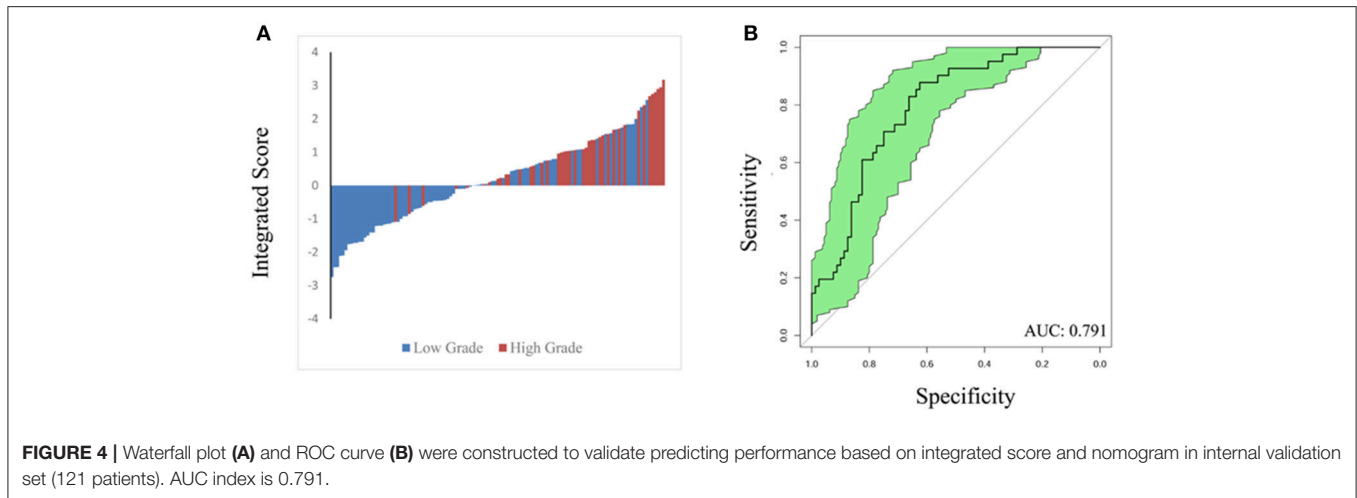 A
B
4
3
2
1
0
-1
-2
-3
-4
Integrated Score
Low Grade High Grade
1.0
0.8
0.6
0.4
0.2
0.0
Sensitivity
AUC: 0.791
1.0 0.8 0.6 0.4 0.2 0.0
Specificity
FIGURE 4 | Waterfall plot (A) and ROC curve (B) were constructed to validate predicting performance based on integrated score and nomogram in internal validation
set (121 patients). AUC index is 0.791.